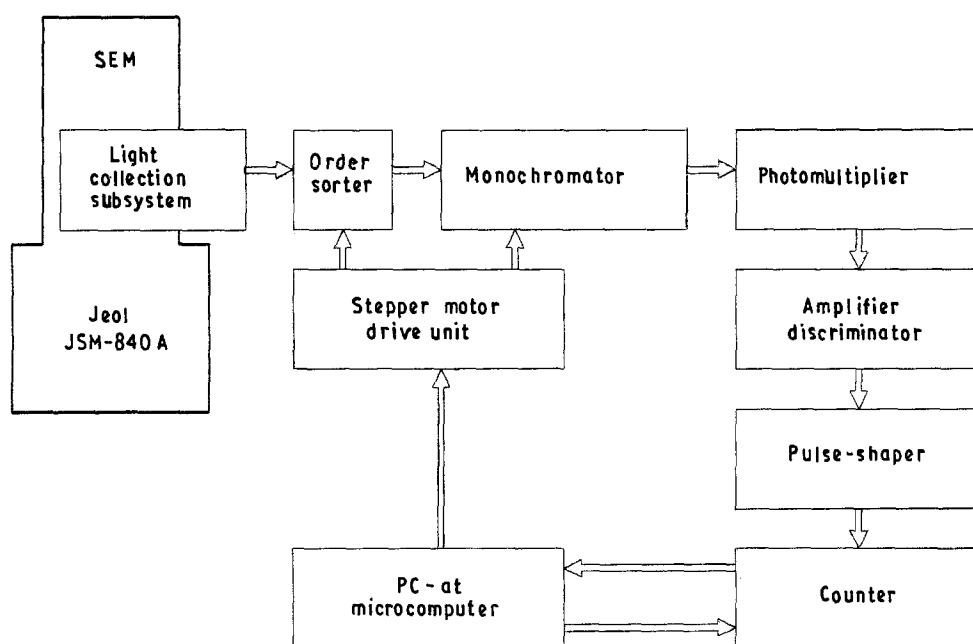 SEM
Light
collection
subsystem
Order
sorter
Monochromator
Photomultiplier
Jeol
JSM-840A
Stepper motor
drive unit
Amplifier
discriminator
Pulse-shaper
PC-at
microcomputer
Counter